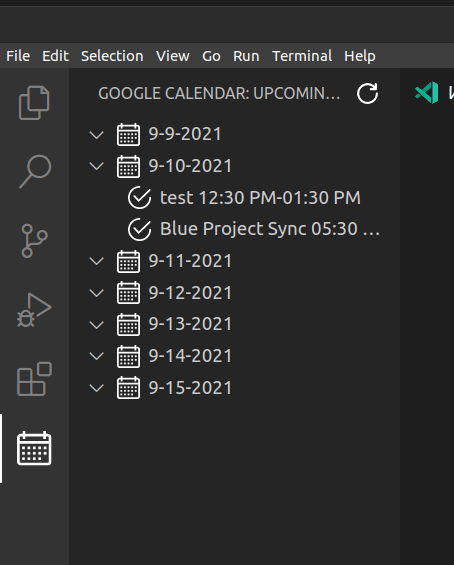 File Edit Selection View Go Run Terminal Help
GOOGLE CALENDAR: UPCOMIN...
9-9-2021
9-10-2021
test 12:30 PM-01:30 PM
Blue Project Sync 05:30 ...
9-11-2021
9-12-2021
9-13-2021
9-14-2021
9-15-2021